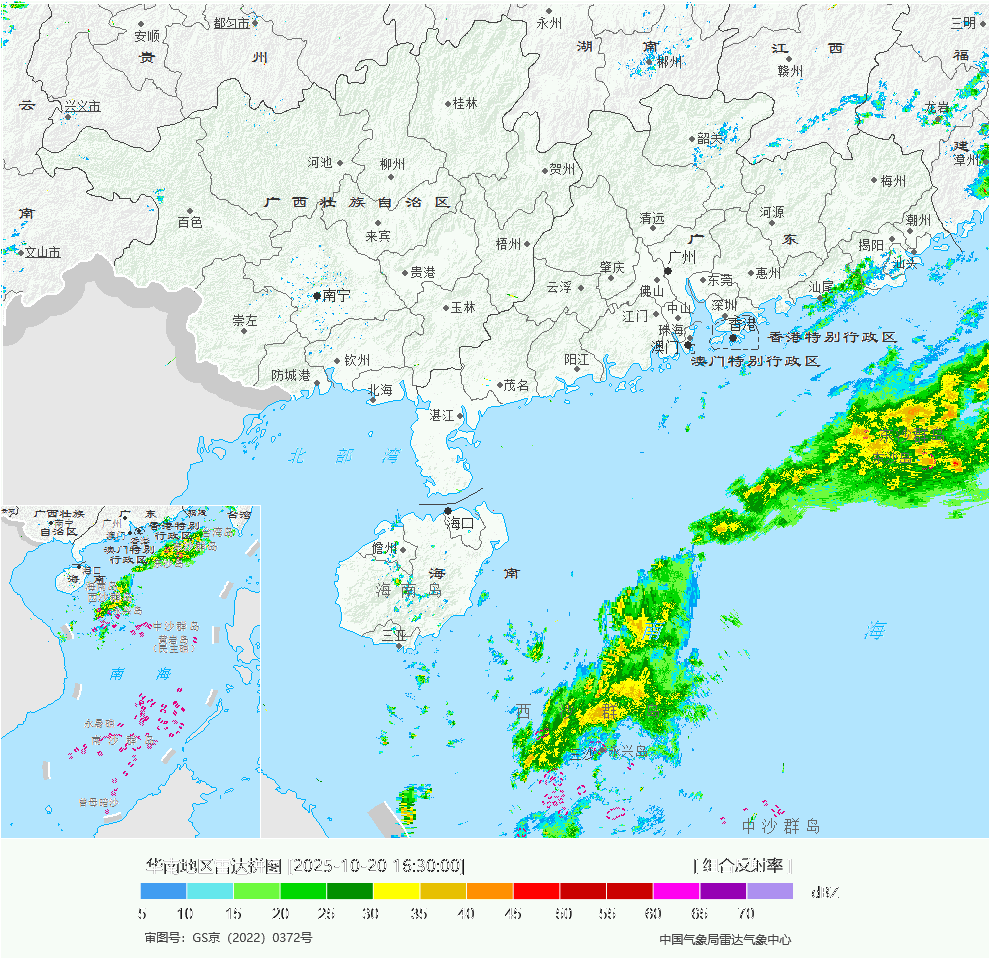 永州
三明
都匀市
安顺
贵 州
湖 南
江 西
福
郴州
赣州
云
兴义市
桂林
龙岩
韶关
建
漳州
河池
柳州
贺州
梅州
广 西 壮 族 自 治 区
南
百色
来宾
清远
河源
潮州
文山市
梧州
广 东
揭阳
汕头
广州
贵港
肇庆
东莞
惠州
南宁
云浮
佛山
汕尾
玉林
中山
深圳
崇左
江门
珠海
香港
香港特别行政区
澳门
澳门特别行政区
钦州
阳江
防城港
茂名
北海
湛江
北 部 湾
海口
儋州
海 南
海 南 岛
三亚
海
西 沙 群 岛
永兴岛
中 沙 群 岛
广西壮族
自治区
广 东
广州
南宁
香港特别
行政区
澳门特别
行政区
台湾
海口
海 南
中沙群岛
黄岩岛
南 海
永暑礁
南 沙 群 岛
曾母暗沙
华南地区雷达拼图 [2025-10-20 16:30:00]
[ 组合反射率 ]
dBZ
5 10 15 20 25 30 35 40 45 50 55 60 65 70
审图号：GS京（2022）0372号
中国气象局雷达气象中心